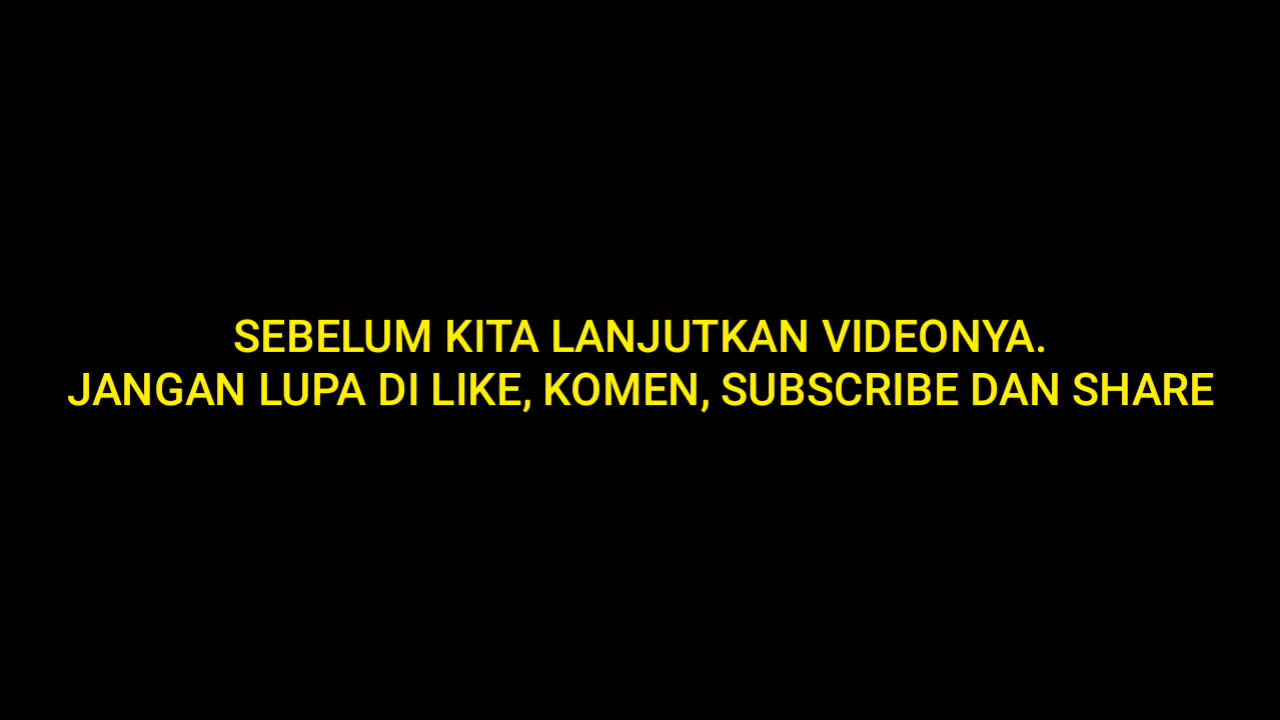 SEBELUM KITA LANJUTKAN VIDEONYA.
JANGAN LUPA DI LIKE, KOMEN, SUBSCRIBE DAN SHARE